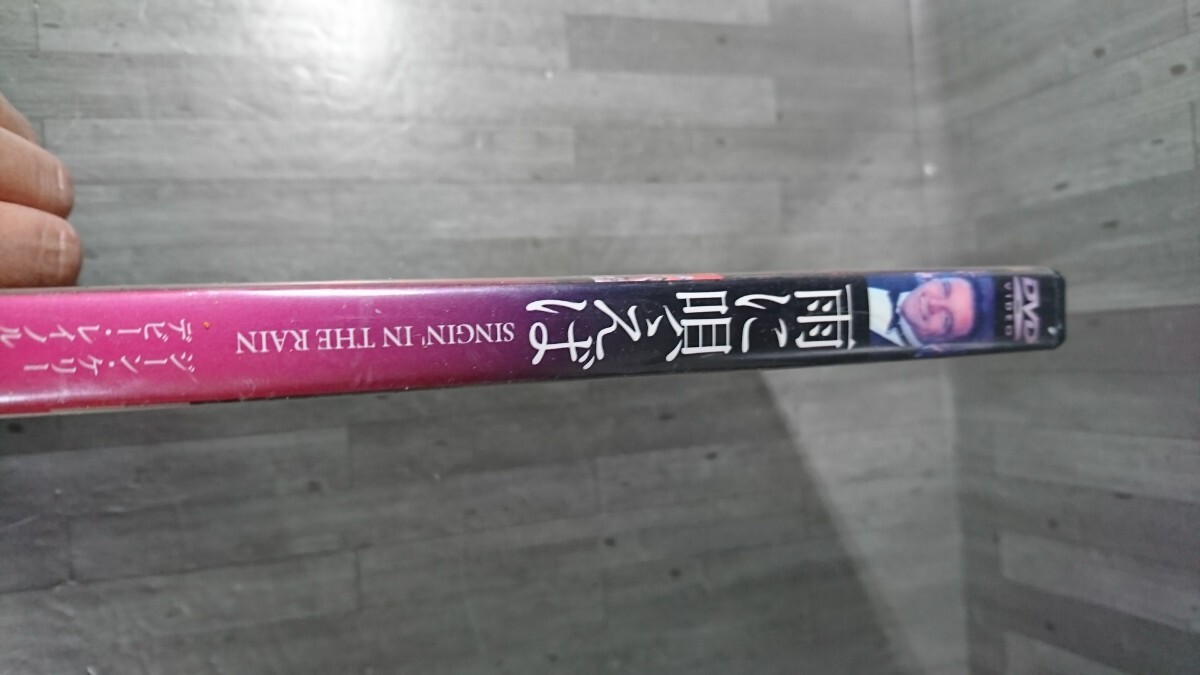 DVD
VIDEO
雨に唄えば
SINGIN' IN THE RAIN
ジーン・ケリー
デビー・レイノル